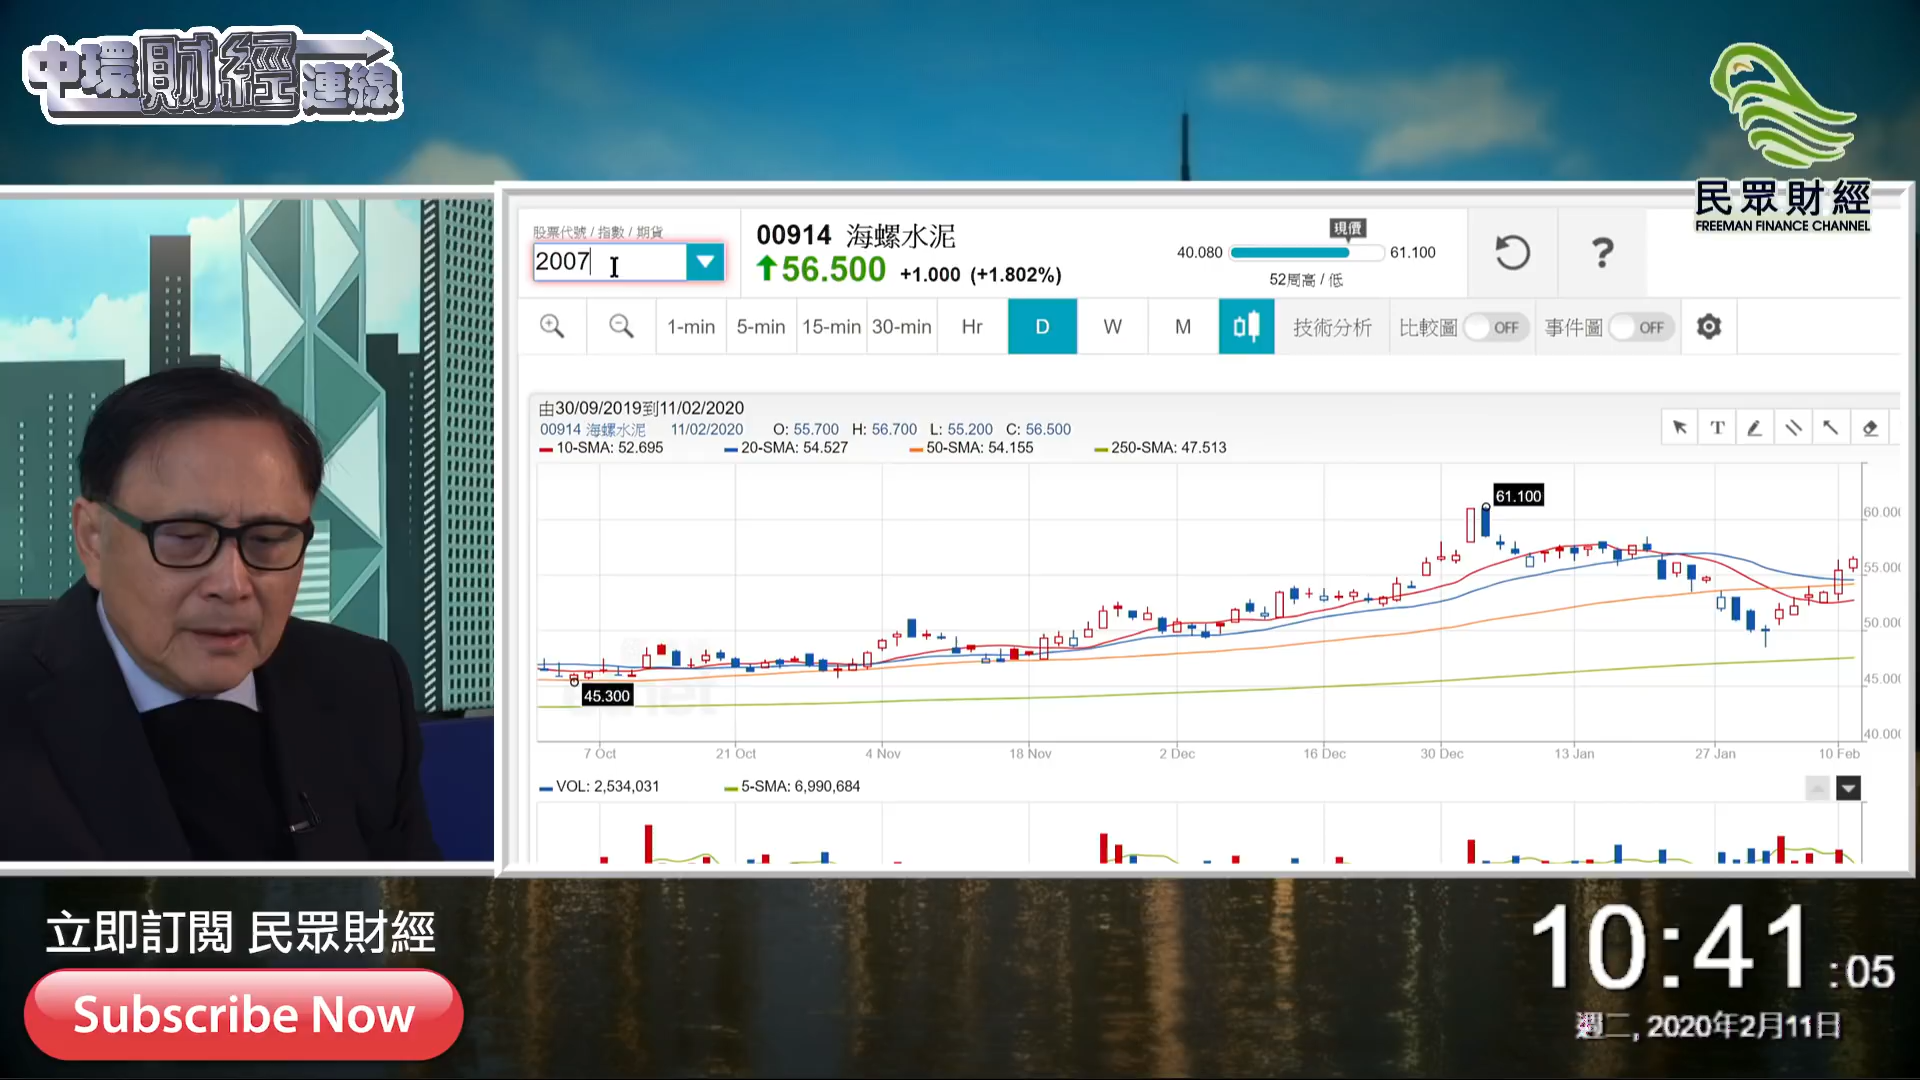 中環財經連線
民眾財經
FREEMAN FINANCE CHANNEL
股票代號 / 指數 / 期貨
2007
00914 海螺水泥
56.500 +1.000 (+1.802%)
現價
40.080 61.100
52周高 / 低
?
1-min 5-min 15-min 30-min Hr D W M 技術分析 比較圖 OFF 事件圖 OFF
由30/09/2019到11/02/2020
00914 海螺水泥 11/02/2020 O: 55.700 H: 56.700 L: 55.200 C: 56.500
10-SMA: 52.695 20-SMA: 54.527 50-SMA: 54.155 250-SMA: 47.513
T
61.100
60.000
55.000
50.000
45.000
40.000
45.300
7 Oct 21 Oct 4 Nov 18 Nov 2 Dec 16 Dec 30 Dec 13 Jan 27 Jan 10 Feb
VOL: 2,534,031 5-SMA: 6,990,684
立即訂閱 民眾財經
Subscribe Now
10:41:05
週二, 2020年2月11日